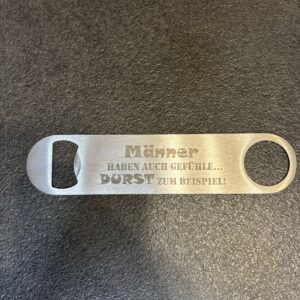 Männer
HABEN AUCH GEFÜHLE...
DURST ZUM BEISPIEL!